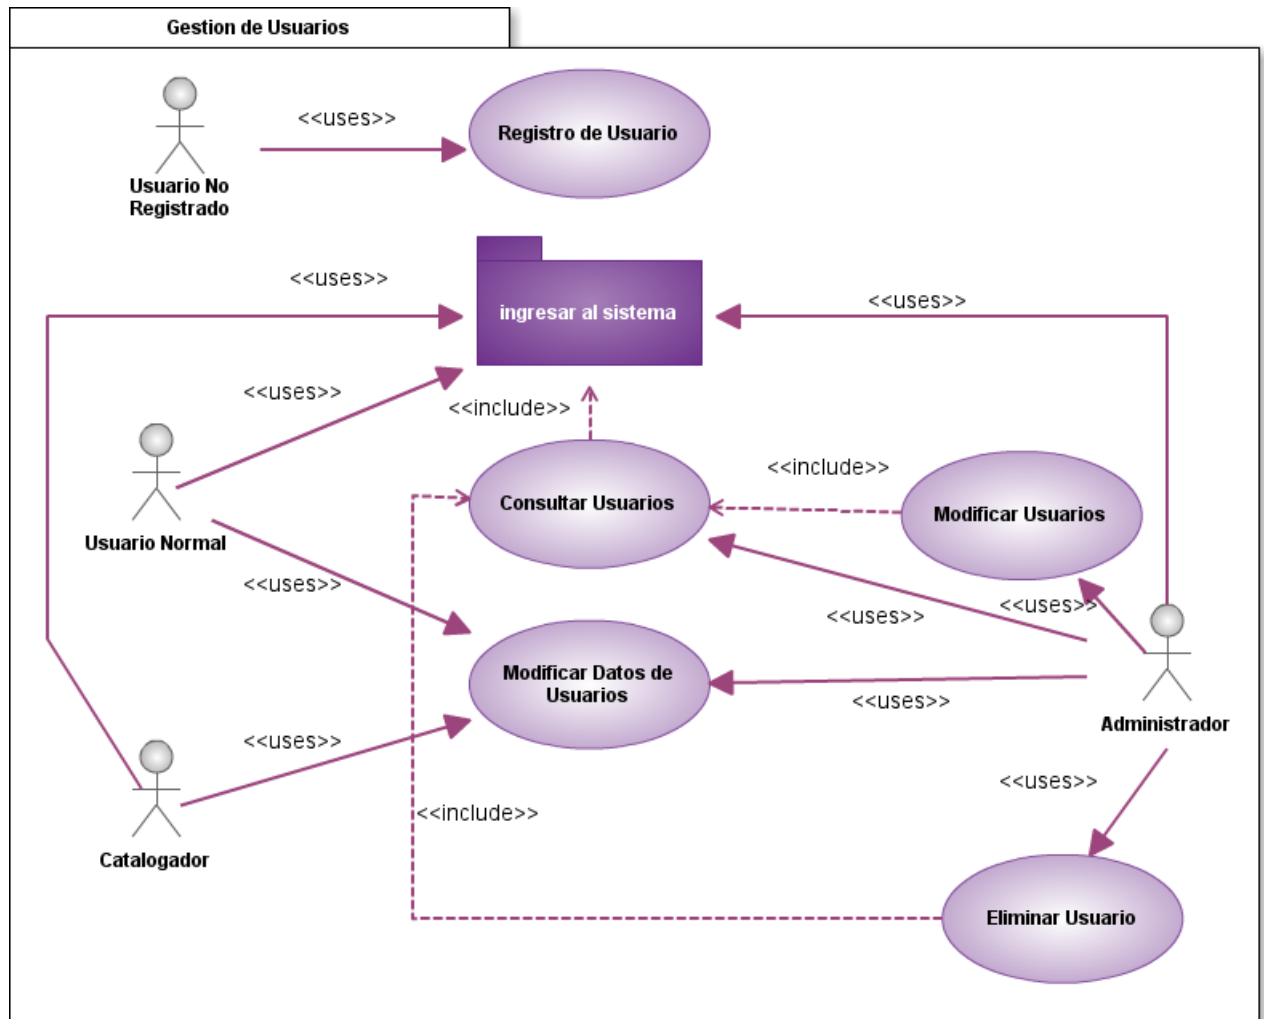 Gestion de Usuarios
<<uses>>
Registro de Usuario
Usuario No
Registrado
<<uses>>
<<uses>>
ingresar al sistema
<<uses>>
<<include>>
<<include>>
Consultar Usuarios
Modificar Usuarios
Usuario Normal
<<uses>>
<<uses>>
<<uses>>
Modificar Datos de
Usuarios
<<uses>>
Administrador
<<uses>>
<<uses>>
<<include>>
Catalogador
Eliminar Usuario